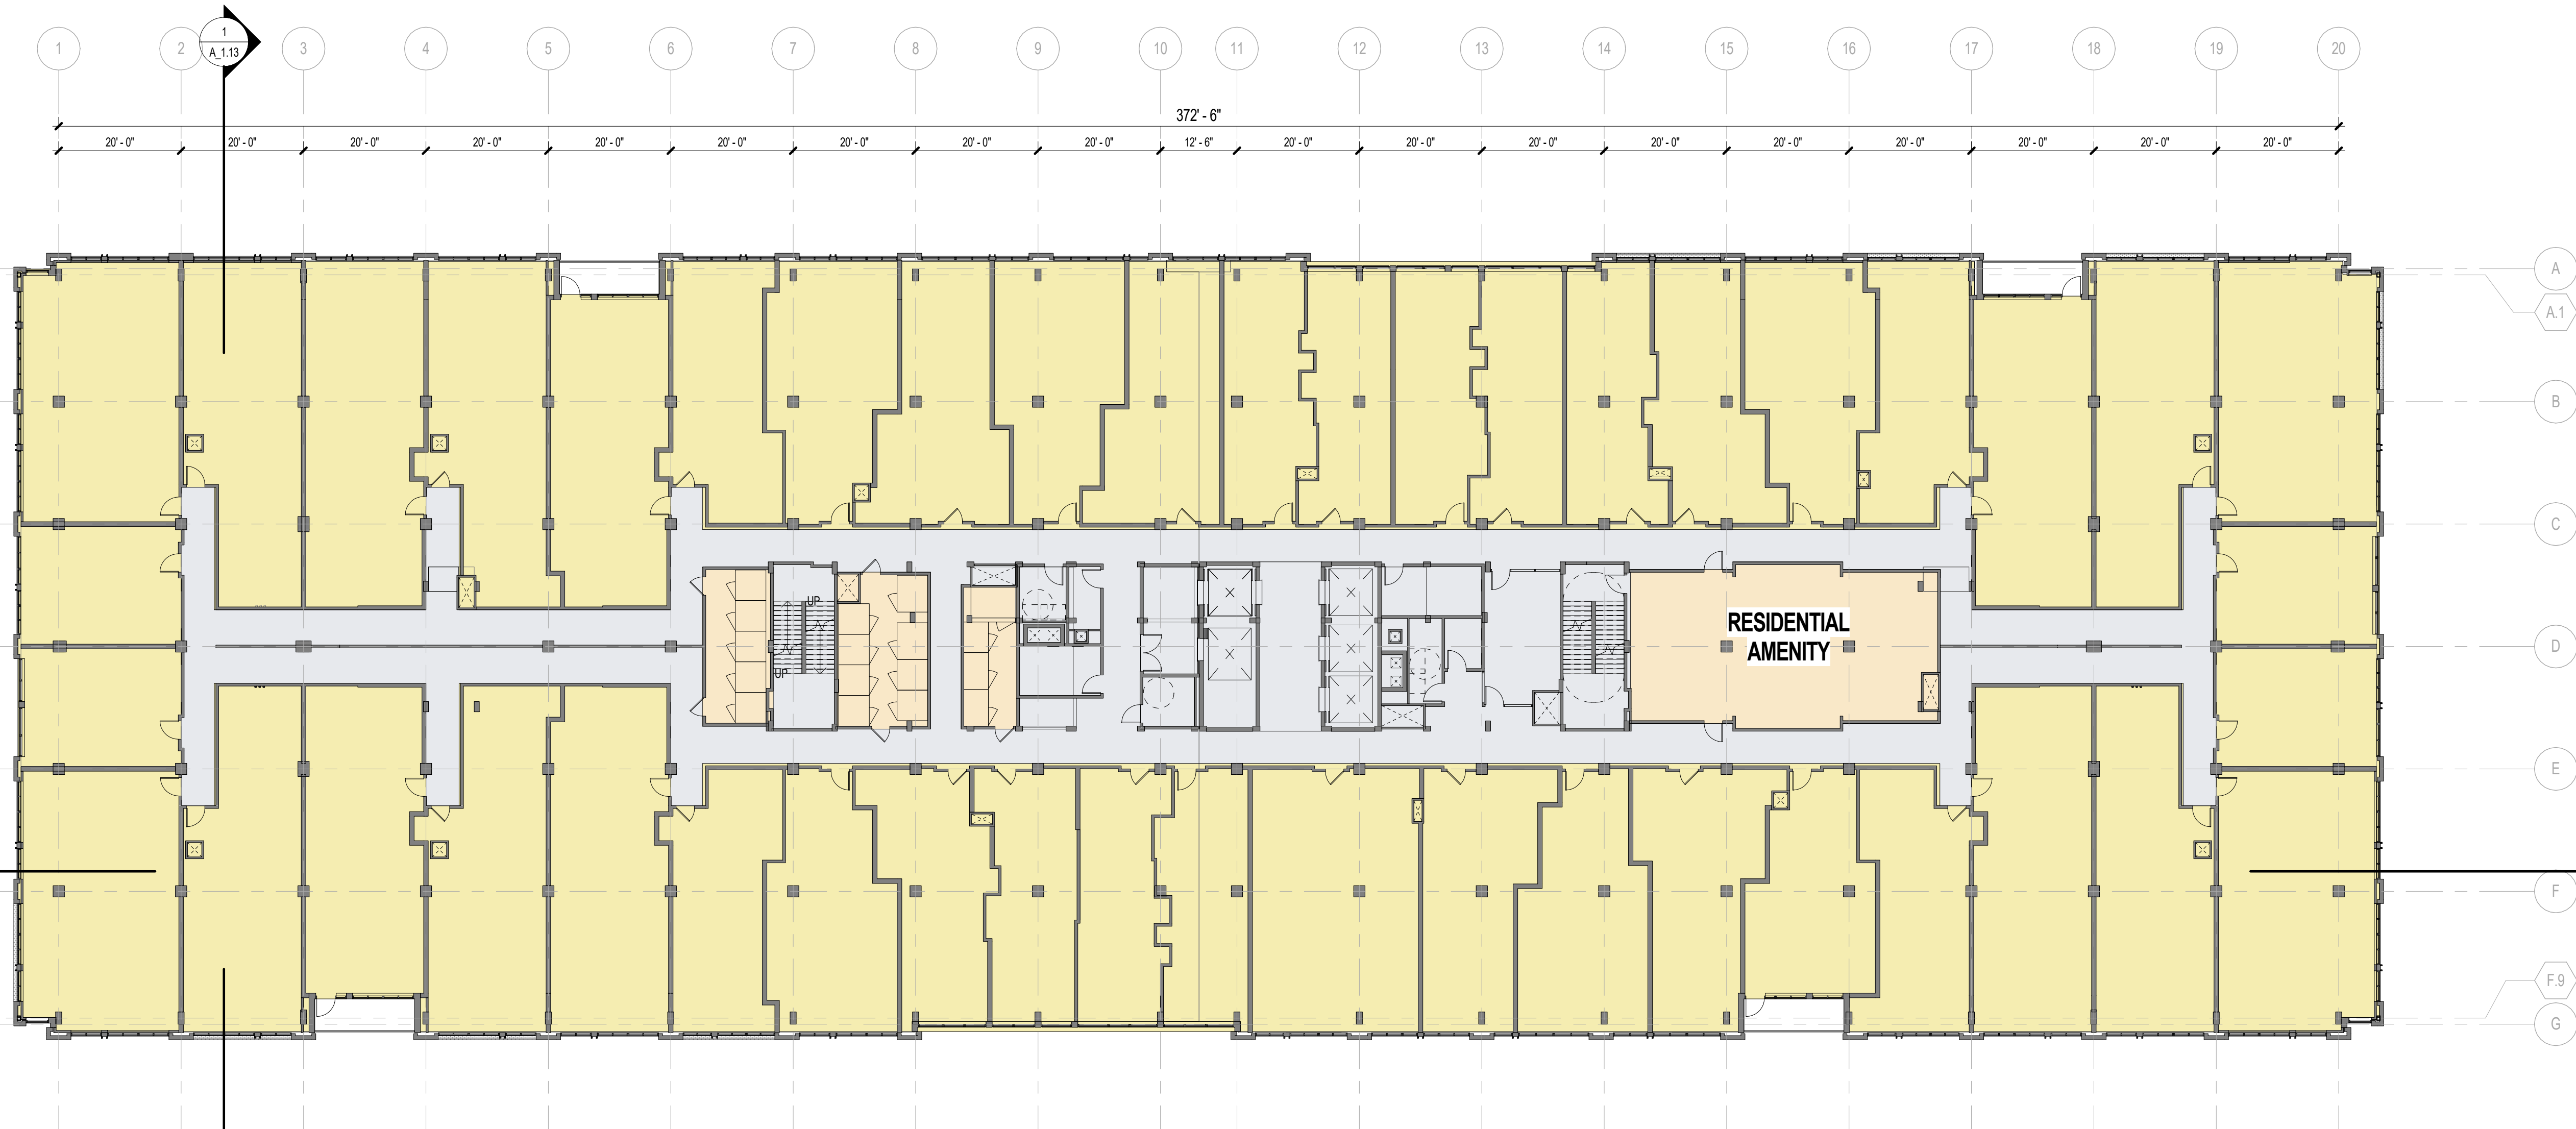 1
A_1.13
1 2 3 4 5 6 7 8 9 10 11 12 13 14 15 16 17 18 19 20
372' - 6"
20' - 0" 20' - 0" 20' - 0" 20' - 0" 20' - 0" 20' - 0" 20' - 0" 20' - 0" 20' - 0" 12' - 6" 20' - 0" 20' - 0" 20' - 0" 20' - 0" 20' - 0" 20' - 0" 20' - 0" 20' - 0" 20' - 0"
A
A.1
B
C
UP
RESIDENTIAL
AMENITY
D
UP
E
F
F.9
G